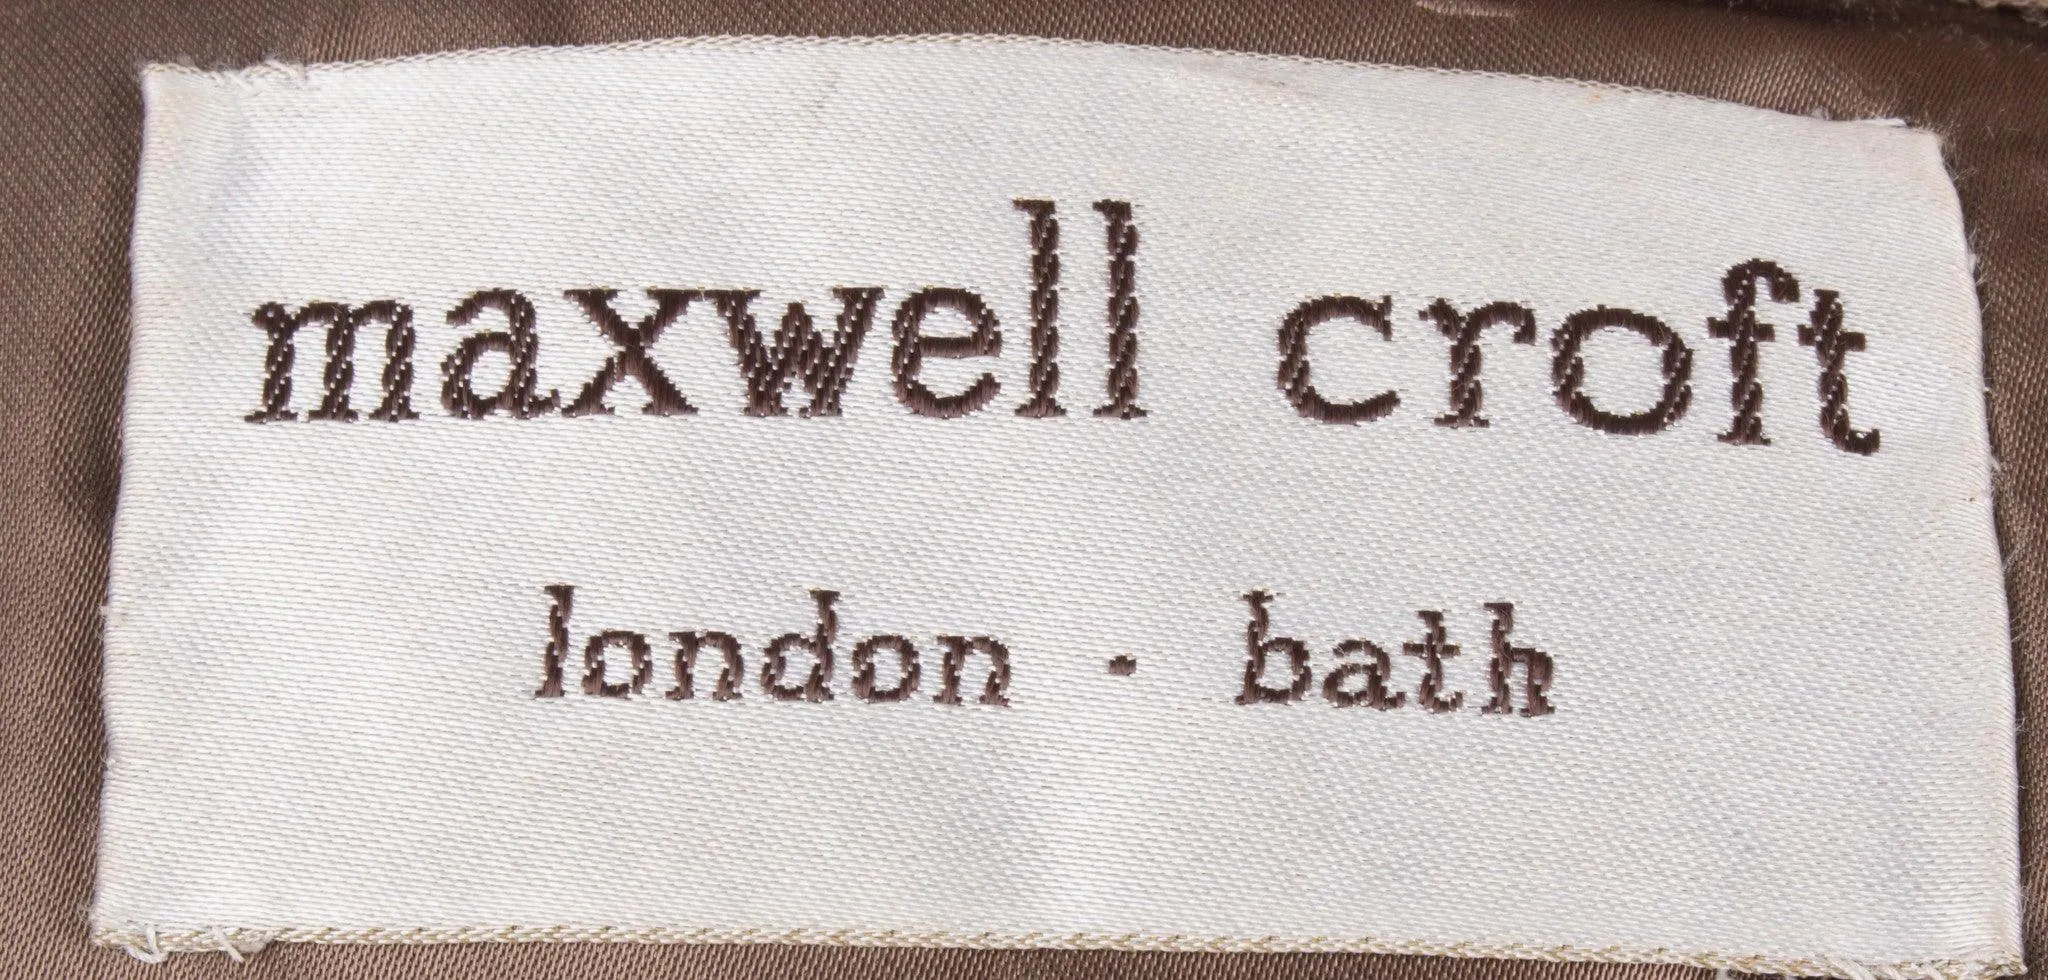 maxwell croft
london · bath